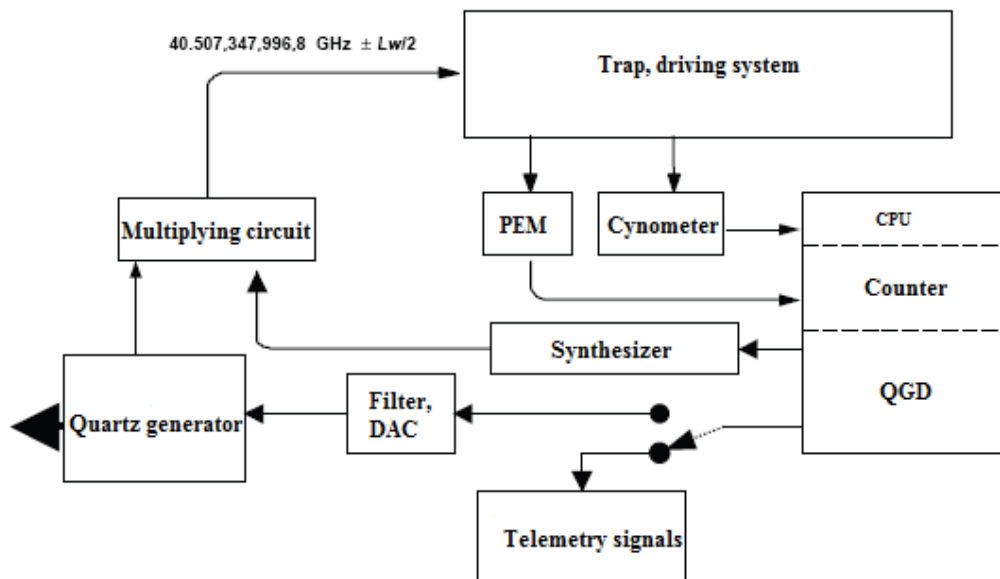 40.507,347,996,8 GHz ± Lw/2
Trap, driving system
Multiplying circuit
PEM
Cynometer
CPU
Counter
Synthesizer
QGD
Quartz generator
Filter,
DAC
Telemetry signals